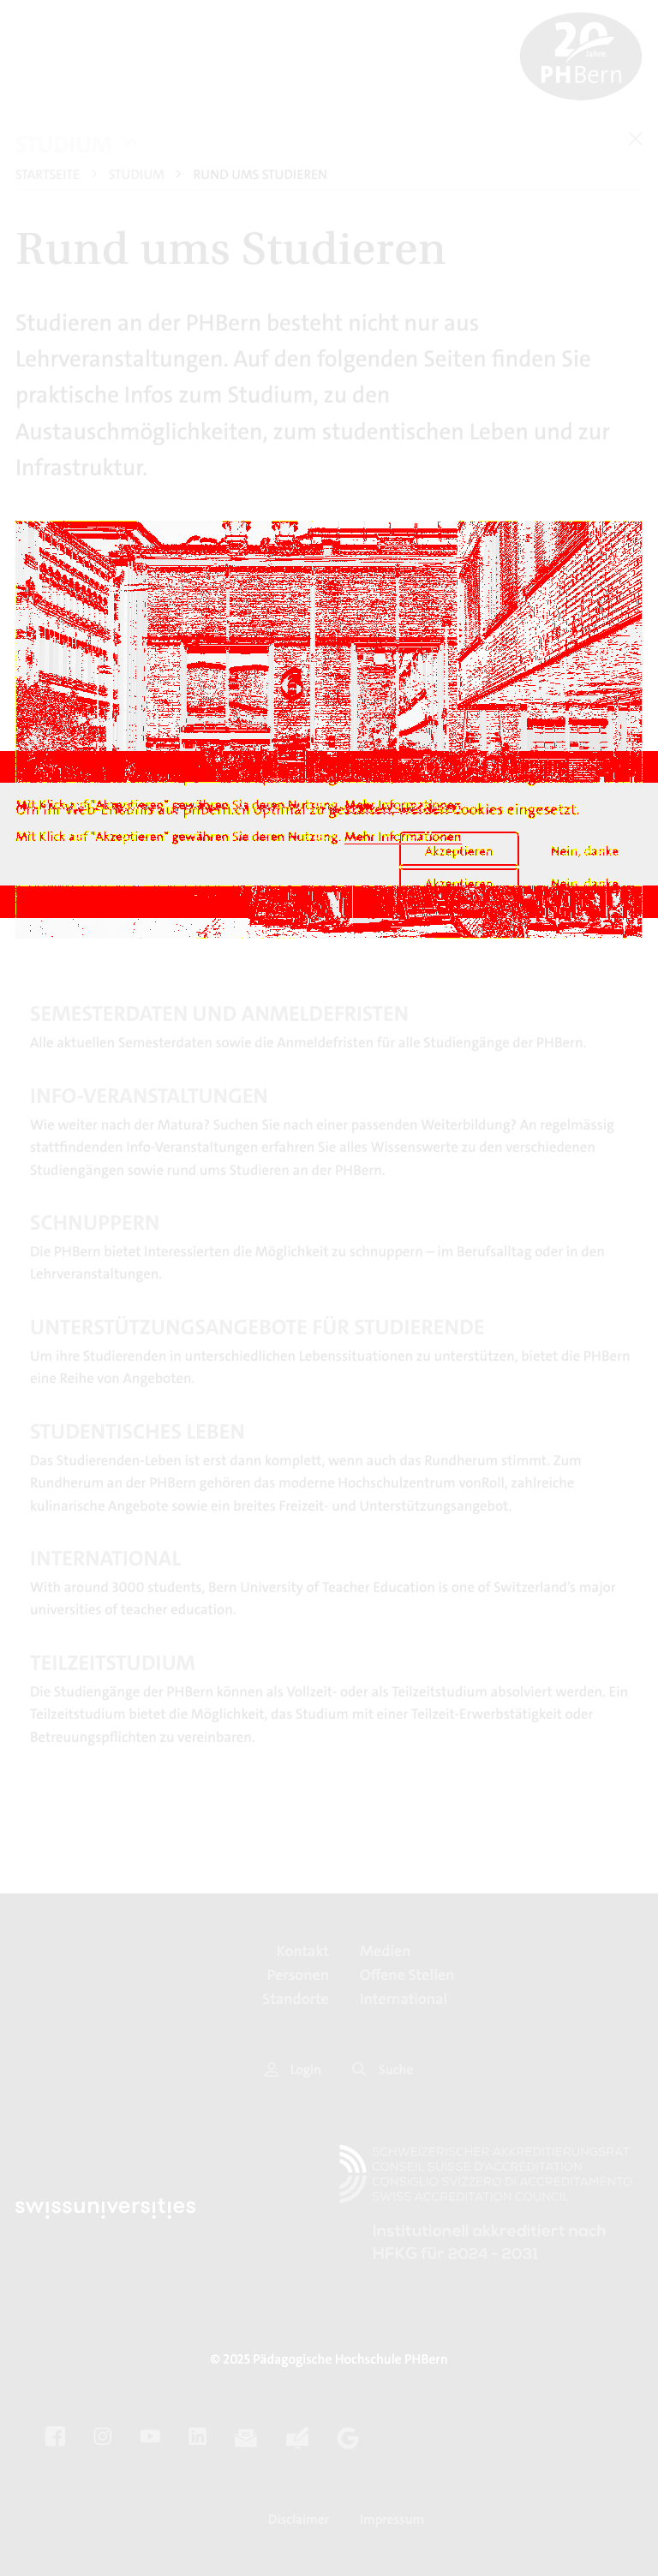 20
Jahre
PHBern
STUDIUM
STARTSEITE > STUDIUM > RUND UMS STUDIEREN
Rund ums Studieren
Studieren an der PHBern besteht nicht nur aus
Lehrveranstaltungen. Auf den folgenden Seiten finden Sie
praktische Infos zum Studium, zu den
Austauschmöglichkeiten, zum studentischen Leben und zur
Infrastruktur.
Mit Klick auf "Akzeptieren" gewähren Sie deren Nutzung. Mehr Informationen
Um Ihr Web-Erlebnis auf phbern.ch optimal zu gestalten, werden Cookies eingesetzt.
Mit Klick auf "Akzeptieren" gewähren Sie deren Nutzung. Mehr Informationen
Akzeptieren
Nein, danke
Akzeptieren
Nein, danke
SEMESTERDATEN UND ANMELDEFRISTEN
Alle aktuellen Semesterdaten sowie die Anmeldefristen für alle Studiengänge der PHBern.
INFO-VERANSTALTUNGEN
Wie weiter nach der Matura? Suchen Sie nach einer passenden Weiterbildung? An regelmässig
stattfindenden Info-Veranstaltungen erfahren Sie alles Wissenswerte zu den verschiedenen
Studiengängen sowie rund ums Studieren an der PHBern.
SCHNUPPERN
Die PHBern bietet Interessierten die Möglichkeit zu schnuppern – im Berufsalltag oder in den
Lehrveranstaltungen.
UNTERSTÜTZUNGSANGEBOTE FÜR STUDIERENDE
Um ihre Studierenden in unterschiedlichen Lebenssituationen zu unterstützen, bietet die PHBern
eine Reihe von Angeboten.
STUDENTISCHES LEBEN
Das Studierenden-Leben ist erst dann komplett, wenn auch das Rundherum stimmt. Zum
Rundherum an der PHBern gehören das moderne Hochschulzentrum vonRoll, zahlreiche
kulinarische Angebote sowie ein breites Freizeit- und Unterstützungsangebot.
INTERNATIONAL
With around 3000 students, Bern University of Teacher Education is one of Switzerland's major
universities of teacher education.
TEILZEITSTUDIUM
Die Studiengänge der PHBern können als Vollzeit- oder als Teilzeitstudium absolviert werden. Ein
Teilzeitstudium bietet die Möglichkeit, das Studium mit einer Teilzeit-Erwerbstätigkeit oder
Betreuungspflichten zu vereinbaren.
Kontakt
Medien
Personen
Offene Stellen
Standorte
International
Login
Suche
SCHWEIZERISCHER AKKREDITIERUNGSRAT
CONSEIL SUISSE D'ACCRÉDITATION
CONSIGLIO SVIZZERO DI ACCREDITAMENTO
SWISS ACCREDITATION COUNCIL
swissuniversities
Institutionell akkreditiert nach
HFKG für 2024 – 2031
© 2025 Pädagogische Hochschule PHBern
Disclaimer
Impressum